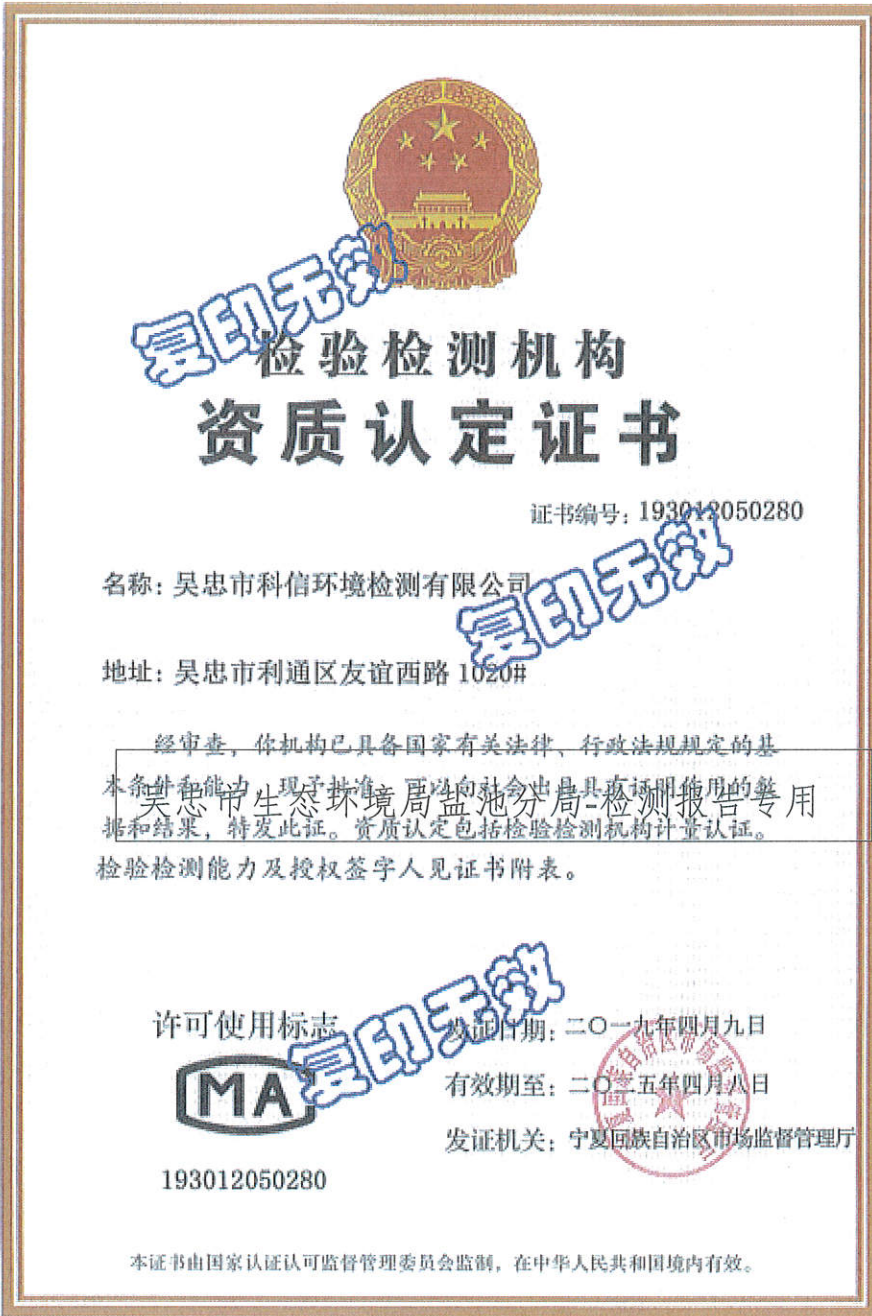 复印无效
检验检测机构
资质认定证书
证书编号：193012050280
名称：吴忠市科信环境检测有限公司
复印无效
地址：吴忠市利通区友谊西路 1020#
经审查，你机构已具备国家有关法律、行政法规规定的基
本条件和能力，现予批准，可以向社会出具具有证明作用的数
吴忠市生态环境局盐池分局-检测报告专用
据和结果，特发此证。资质认定包括检验检测机构计量认证。
检验检测能力及授权签字人见证书附表。
复印无效
许可使用标志
MA
193012050280
发证日期：二〇一九年四月九日
有效期至：二〇二五年四月八日
发证机关：宁夏回族自治区市场监督管理厅
本证书由国家认证认可监督管理委员会监制，在中华人民共和国境内有效。